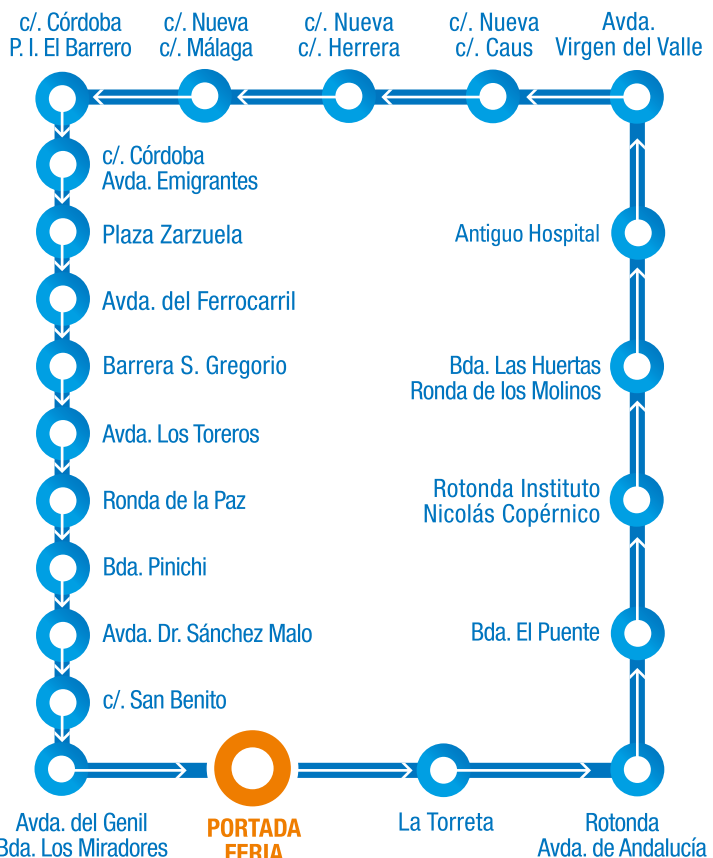 c/. Córdoba
P. I. El Barrero
c/. Nueva
c/. Málaga
c/. Nueva
c/. Herrera
c/. Nueva
c/. Caus
Avda.
Virgen del Valle
c/. Córdoba
Avda. Emigrantes
Plaza Zarzuela
Antiguo Hospital
Avda. del Ferrocarril
Barrera S. Gregorio
Bda. Las Huertas
Ronda de los Molinos
Avda. Los Toreros
Ronda de la Paz
Rotonda Instituto
Nicolás Copérnico
Bda. Pinichi
Avda. Dr. Sánchez Malo
Bda. El Puente
c/. San Benito
Avda. del Genil
Bda. Los Miradores
PORTADA
FERIA
La Torreta
Rotonda
Avda. de Andalucía